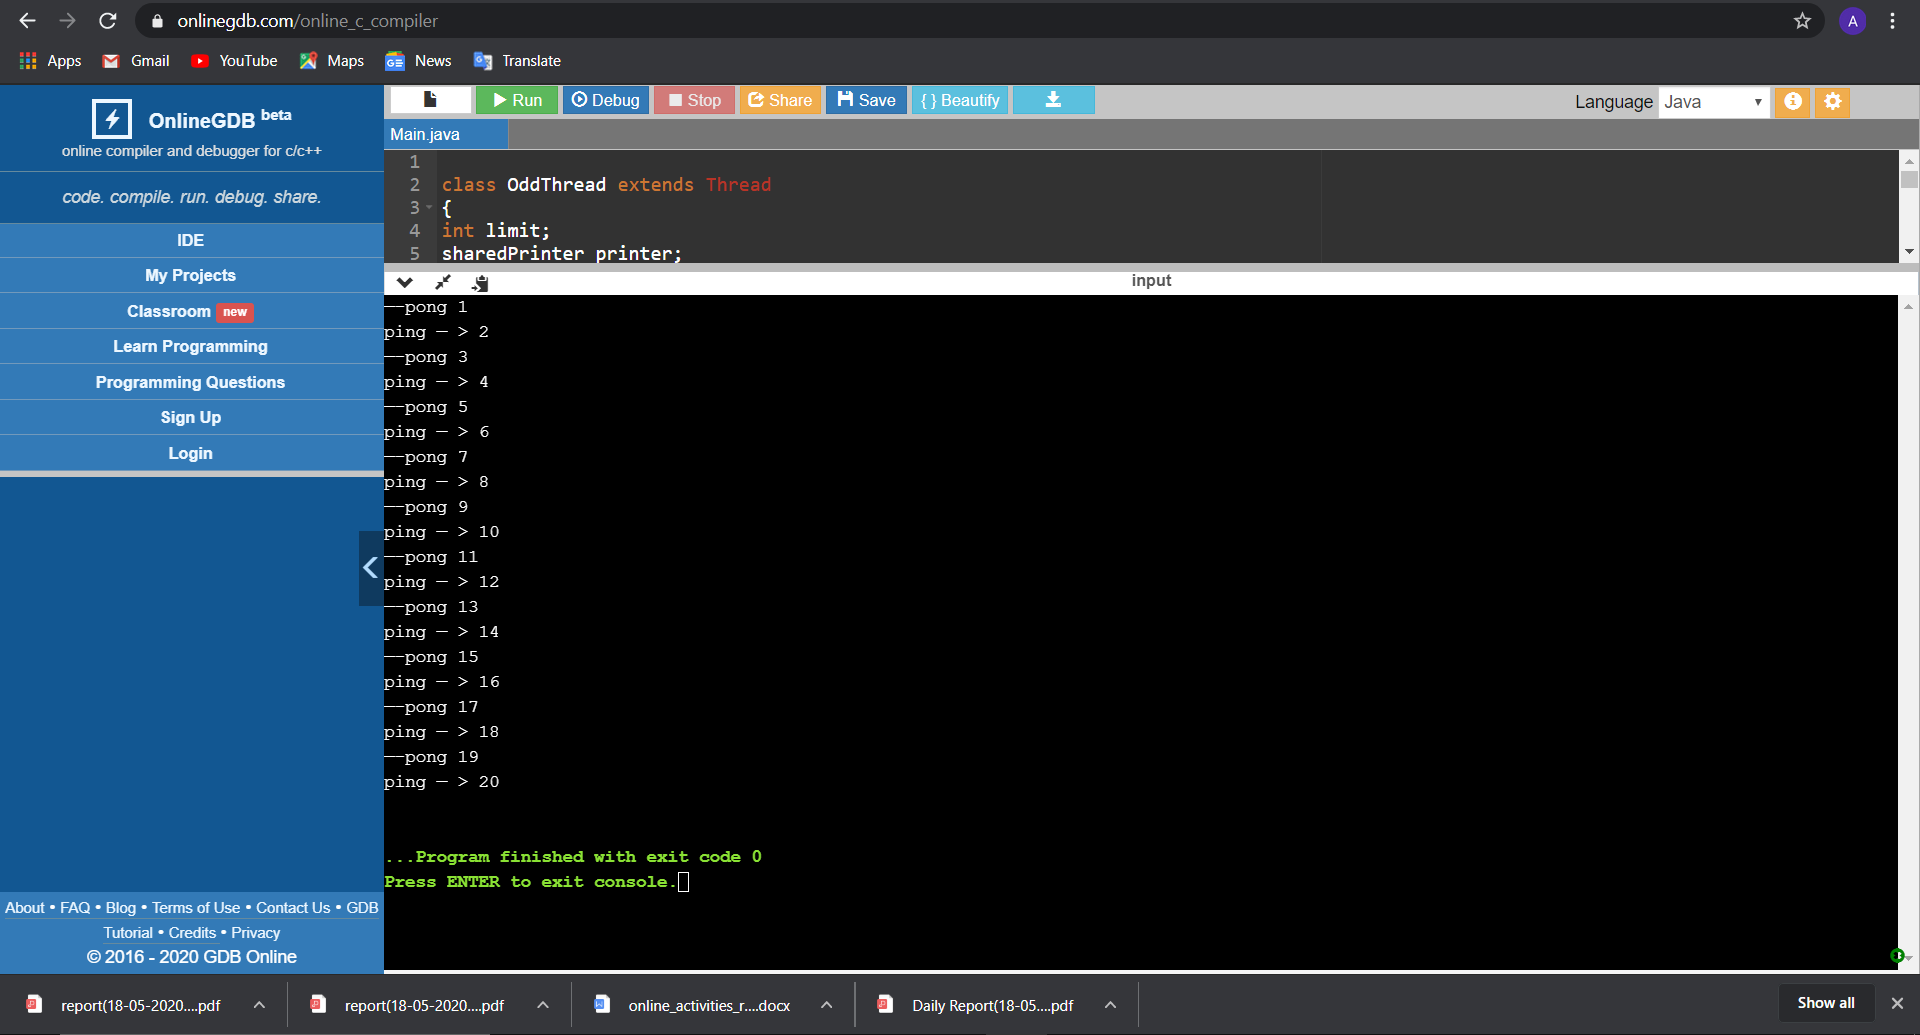 onlinegdb.com/online_c_compiler
A
Apps Gmail YouTube Maps News Translate
OnlineGDB beta
online compiler and debugger for c/c++
code. compile. run. debug. share.
IDE
My Projects
Classroom new
Learn Programming
Programming Questions
Sign Up
Login
About • FAQ • Blog • Terms of Use • Contact Us • GDB
Tutorial • Credits • Privacy
© 2016 - 2020 GDB Online
Run Debug Stop Share Save { } Beautify
Language Java
Main.java
1
2 class OddThread extends Thread
3 {
4 int limit;
5 sharedPrinter printer;
input
——pong 1
ping — > 2
——pong 3
ping — > 4
——pong 5
ping — > 6
——pong 7
ping — > 8
——pong 9
ping — > 10
——pong 11
ping — > 12
——pong 13
ping — > 14
——pong 15
ping — > 16
——pong 17
ping — > 18
——pong 19
ping — > 20
...Program finished with exit code 0
Press ENTER to exit console.
report(18-05-2020....pdf
report(18-05-2020....pdf
online_activities_r....docx
Daily Report(18-05....pdf
Show all